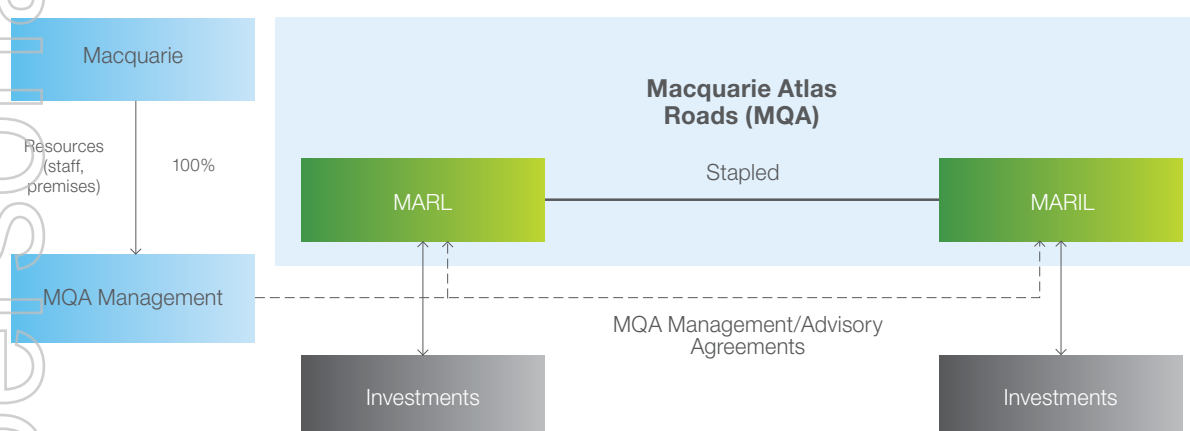 Macquarie
Macquarie Atlas
Roads (MQA)
Resources
(staff,
premises)
100%
Stapled
MARL
MARIL
MQA Management
MQA Management/Advisory
Agreements
Investments
Investments